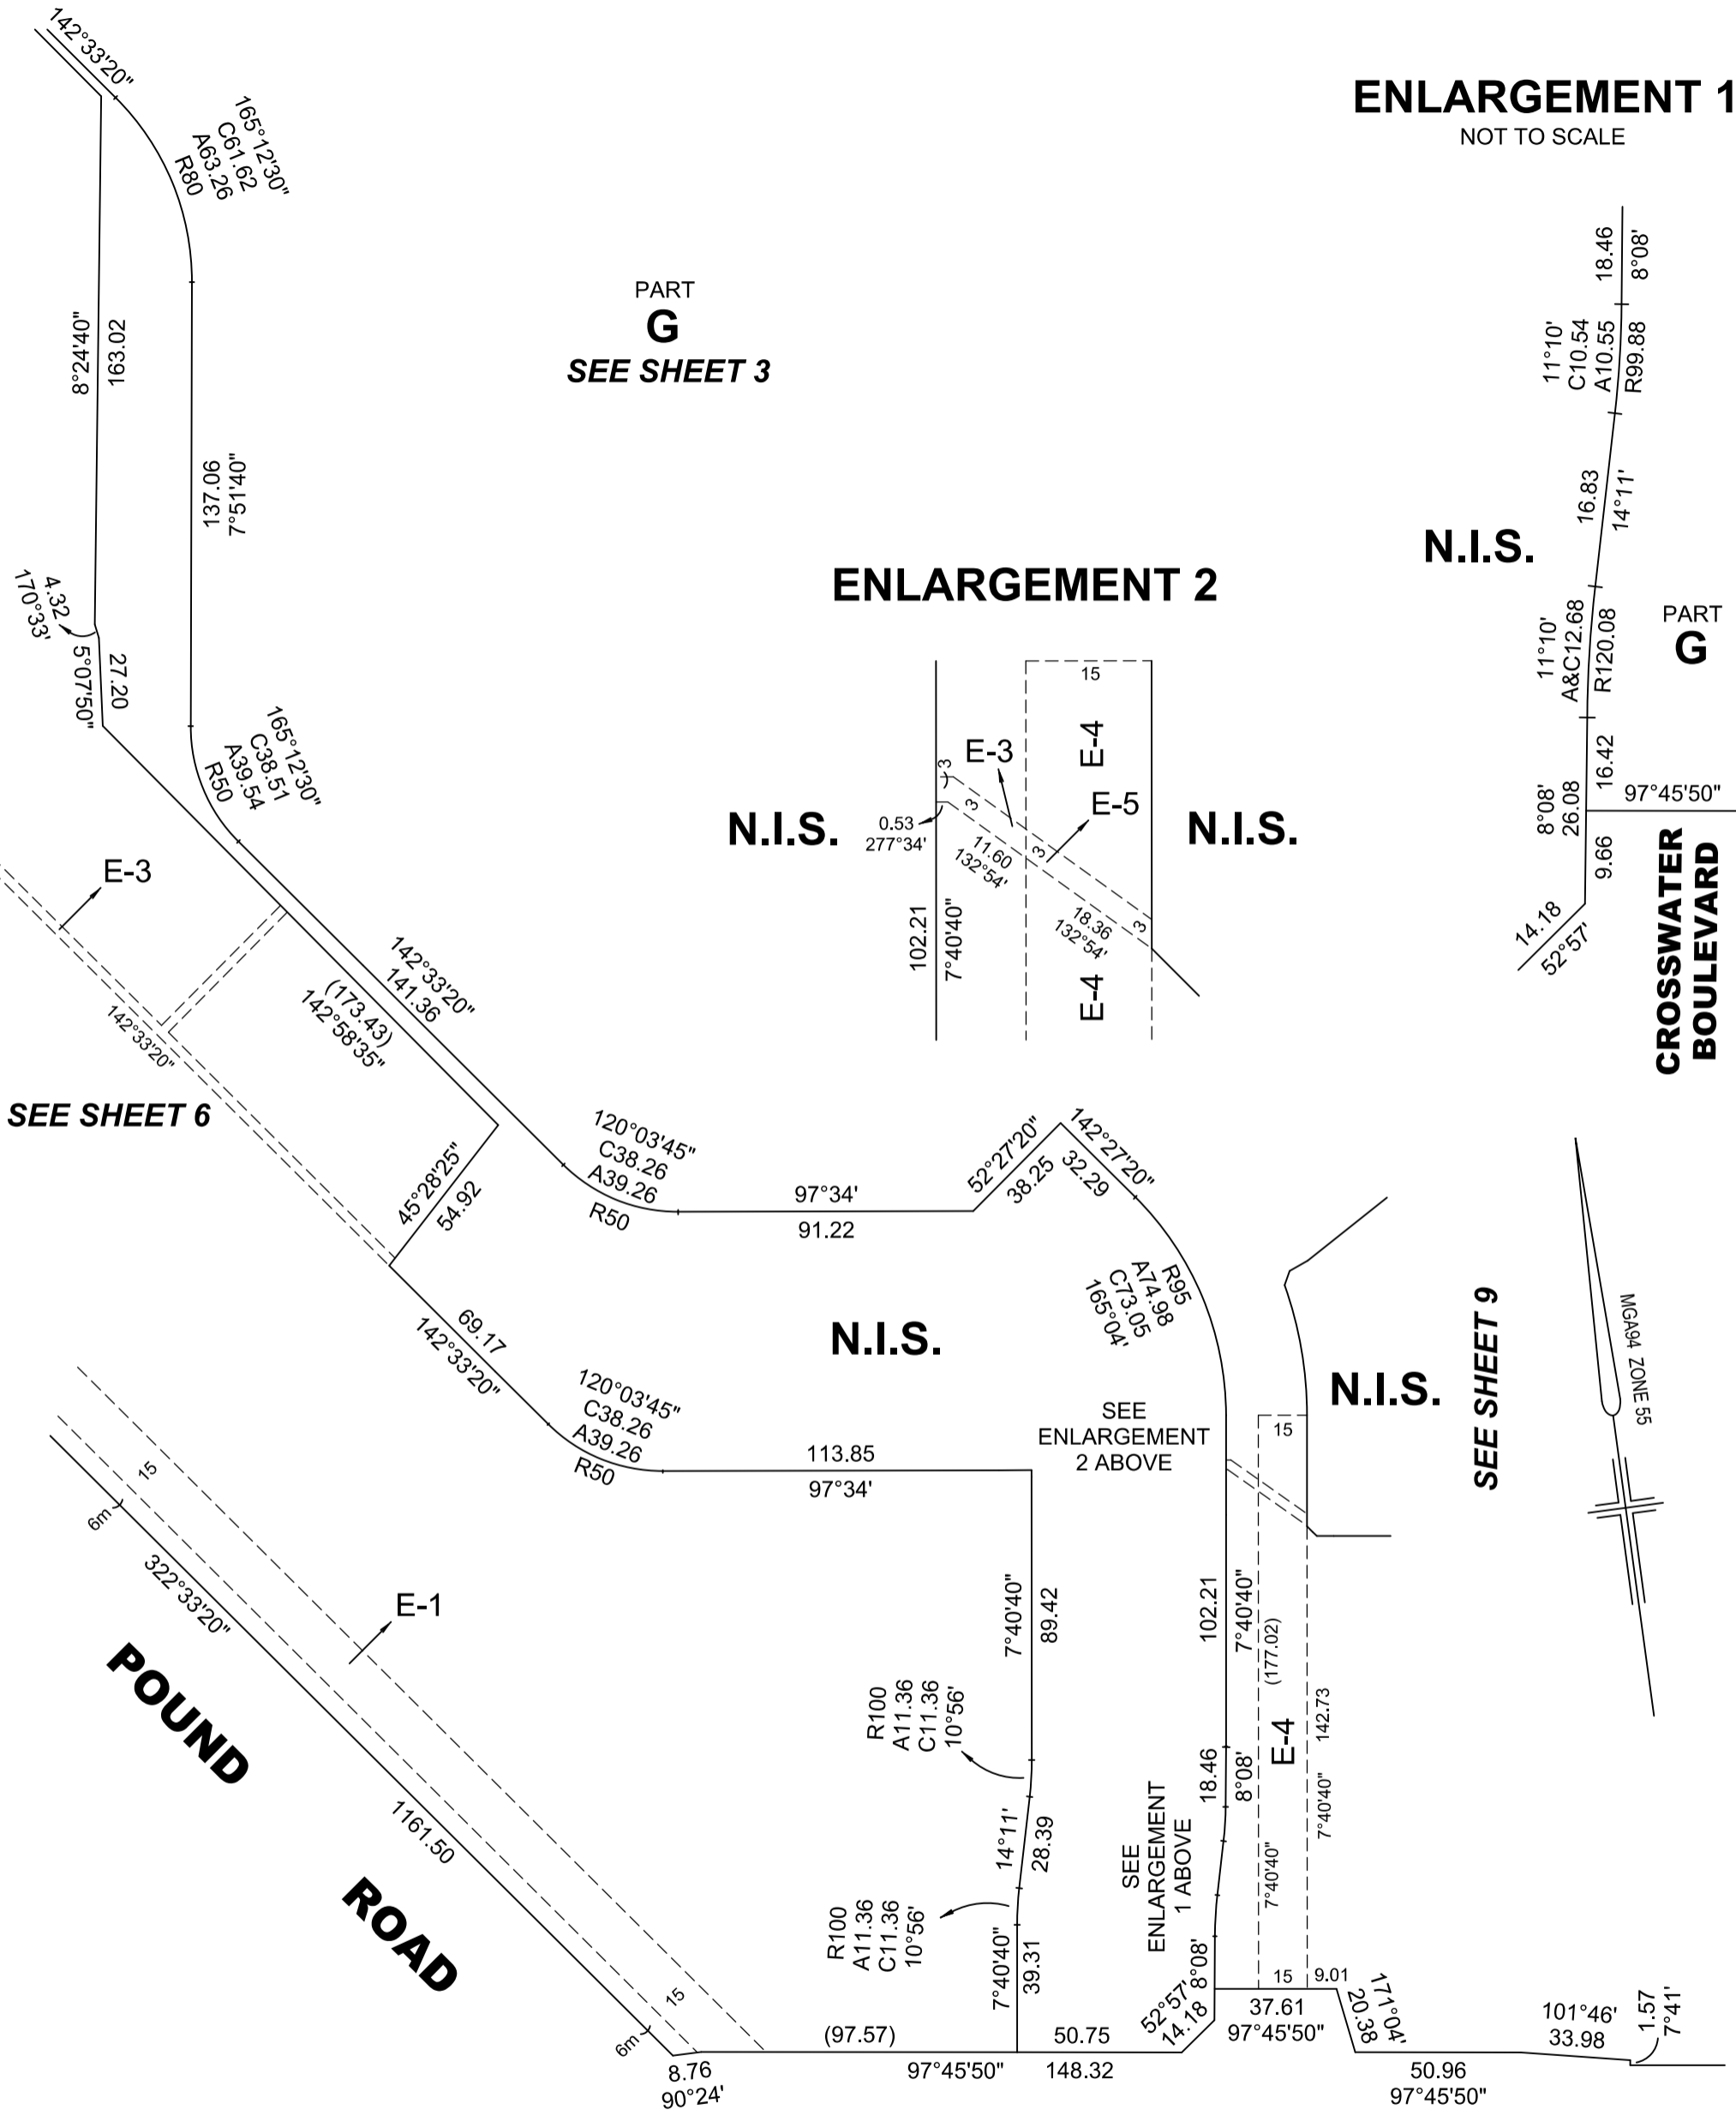 142°33'20"
165°12'30"
C61.62
A63.26
R80
ENLARGEMENT 1
NOT TO SCALE
PART
G
SEE SHEET 3
8°24'40"
163.02
137.06
7°51'40"
4.32
170°33'
27.20
5°07'50"
165°12'30"
C38.51
A39.54
R50
18.46
8°08'
11°10'
C10.54
A10.55
R99.88
16.83
14°11'
N.I.S.
11°10'
A&C12.68
R120.08
PART
G
16.42
8°08'
26.08
97°45'50"
9.66
14.18
52°57'
CROSSWATER
BOULEVARD
ENLARGEMENT 2
15
E-4
E-3
3
3
E-5
N.I.S.
0.53
277°34'
11.60
132°54'
3
N.I.S.
18.36
132°54'
3
102.21
7°40'40"
E-4
E-3
142°33'20"
142°33'20"
141.36
(173.43)
142°58'35"
SEE SHEET 6
45°28'25"
54.92
120°03'45"
C38.26
A39.26
R50
97°34'
91.22
52°27'20"
38.25
142°27'20"
32.29
R95
A74.98
C73.05
165°04'
69.17
142°33'20"
N.I.S.
120°03'45"
C38.26
A39.26
R50
113.85
97°34'
SEE
ENLARGEMENT
2 ABOVE
15
N.I.S.
SEE SHEET 9
MGA94 ZONE 55
15
6m
322°33'20"
E-1
POUND
ROAD
1161.50
15
6m
7°40'40"
89.42
R100
A11.36
C11.36
10°56'
14°11'
28.39
R100
A11.36
C11.36
10°56'
7°40'40"
39.31
102.21
7°40'40"
(177.02)
E-4
142.73
7°40'40"
7°40'40"
18.46
8°08'
SEE
ENLARGEMENT
1 ABOVE
8°08'
52°57'
14.18
15
9.01
37.61
97°45'50"
171°04'
20.38
101°46'
33.98
1.57
7°41'
(97.57)
50.75
8.76
90°24'
97°45'50"
148.32
50.96
97°45'50"